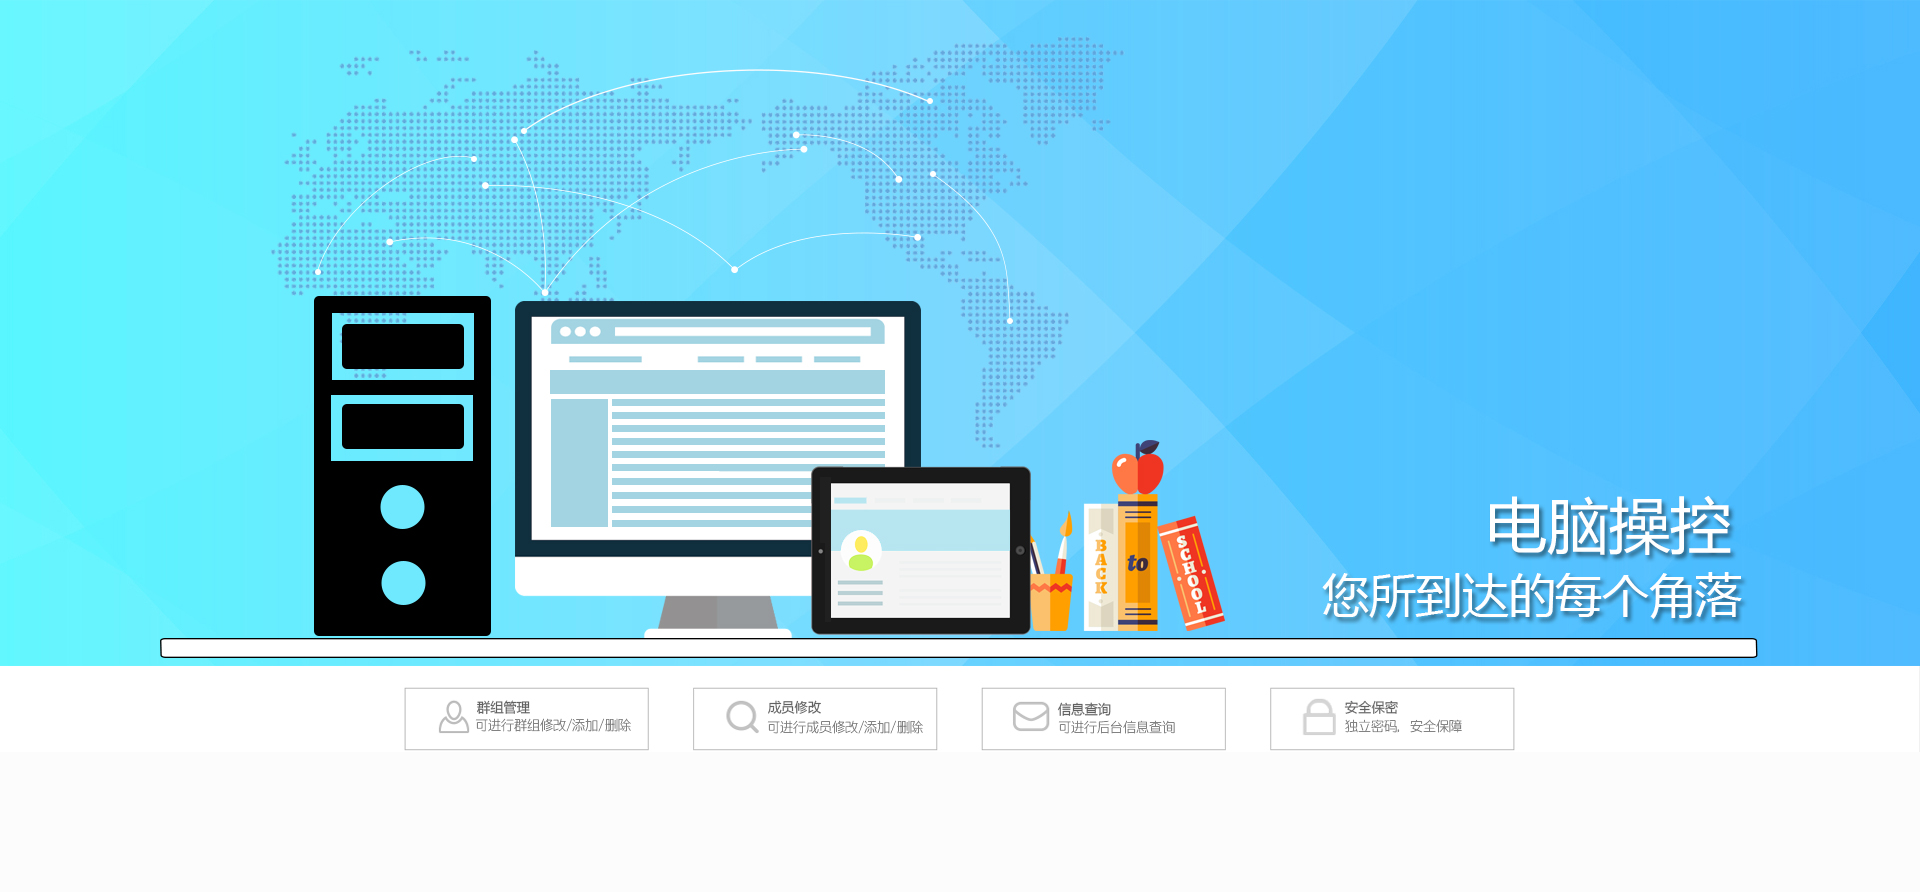 BACK
to
SCHOOL
电脑操控
您所到达的每个角落
群组管理
可进行群组修改/添加/删除
成员修改
可进行成员修改/添加/删除
信息查询
可进行后台信息查询
安全保密
独立密码，安全保障